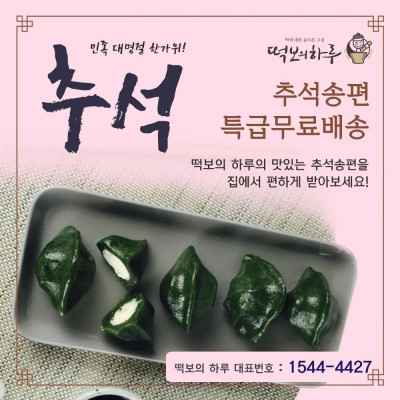 민족 대명절 한가위!
추석
떡보의하루
추석송편
특급무료배송
떡보의 하루의 맛있는 추석송편을
집에서 편하게 받아보세요!
떡보의 하루 대표번호 : 1544-4427